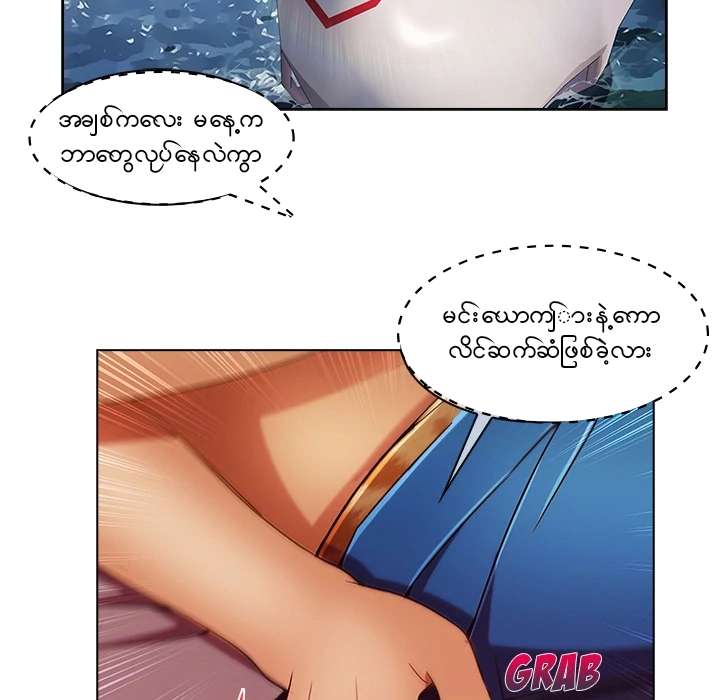 အချစ်ကလေး မနေ့က
ဘာတွေလုပ်နေလဲကွာ
မင်းယောကျ်ားနဲ့ကော
လိင်ဆက်ဆံဖြစ်ခဲ့လား
GRAB